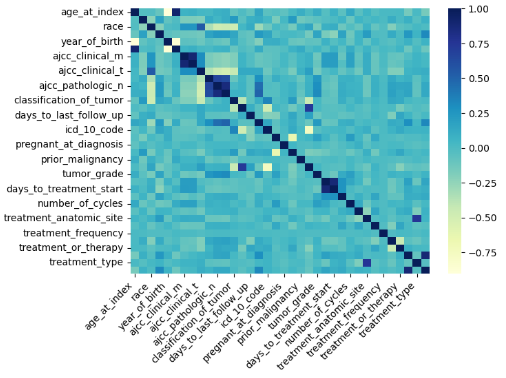 age_at_index
race
year_of_birth
ajcc_clinical_m
ajcc_clinical_t
ajcc_pathologic_n
classification_of_tumor
days_to_last_follow_up
icd_10_code
pregnant_at_diagnosis
prior_malignancy
tumor_grade
days_to_treatment_start
number_of_cycles
treatment_anatomic_site
treatment_frequency
treatment_or_therapy
treatment_type
1.00
0.75
0.50
0.25
0.00
−0.25
−0.50
−0.75
age_at_index
race
year_of_birth
ajcc_clinical_m
ajcc_clinical_t
ajcc_pathologic_n
classification_of_tumor
days_to_last_follow_up
icd_10_code
pregnant_at_diagnosis
prior_malignancy
tumor_grade
days_to_treatment_start
number_of_cycles
treatment_anatomic_site
treatment_frequency
treatment_or_therapy
treatment_type